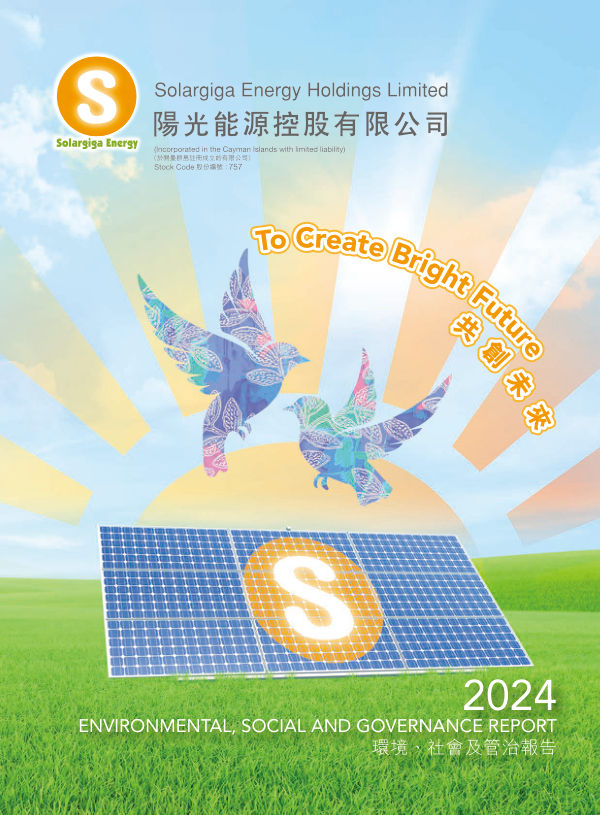 S
Solargiga Energy
Solargiga Energy Holdings Limited
陽光能源控股有限公司
(Incorporated in the Cayman Islands with limited liability)
(於開曼群島註冊成立的有限公司)
Stock Code 股份編號 : 757
To Create Bright Future
共創未來
S
2024
ENVIRONMENTAL, SOCIAL AND GOVERNANCE REPORT
環境、社會及管治報告